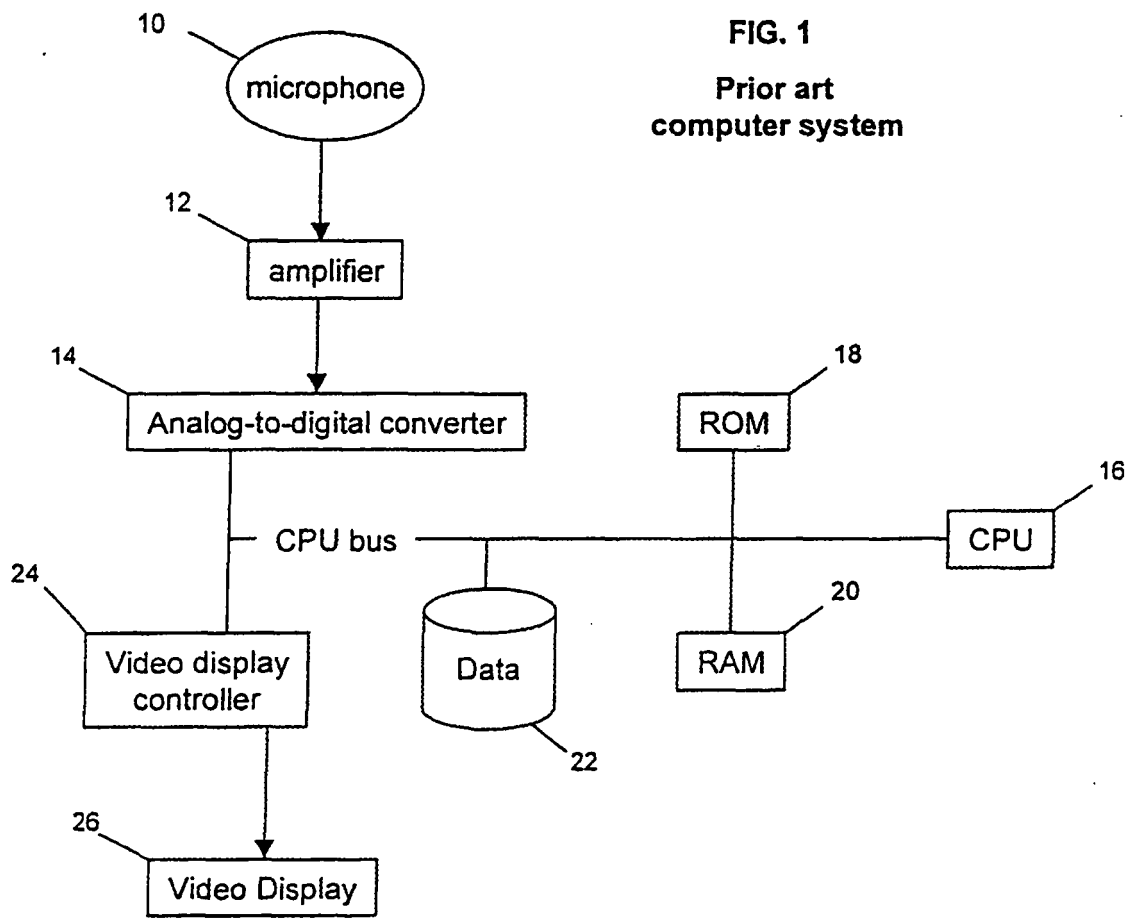 FIG. 1
Prior art
computer system
10
microphone
12
amplifier
14
Analog-to-digital converter
18
ROM
16
CPU
CPU bus
24
Video display
controller
Data
22
20
RAM
26
Video Display